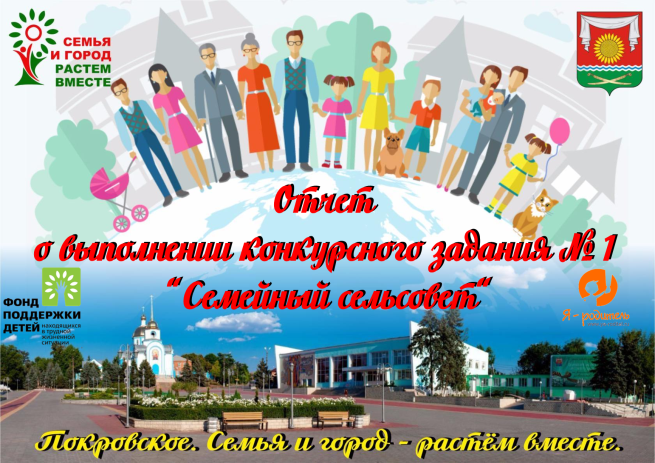 СЕМЬЯ
И ГОРОД
РАСТЕМ
ВМЕСТЕ
Отчет
о выполнении конкурсного задания № 1
“Семейный сельсовет“
ФОНД
ПОДДЕРЖКИ
ДЕТЕЙ
находящихся
в трудной
жизненной
ситуации
Я - родитель
Покровское. Семья и город - растём вместе.